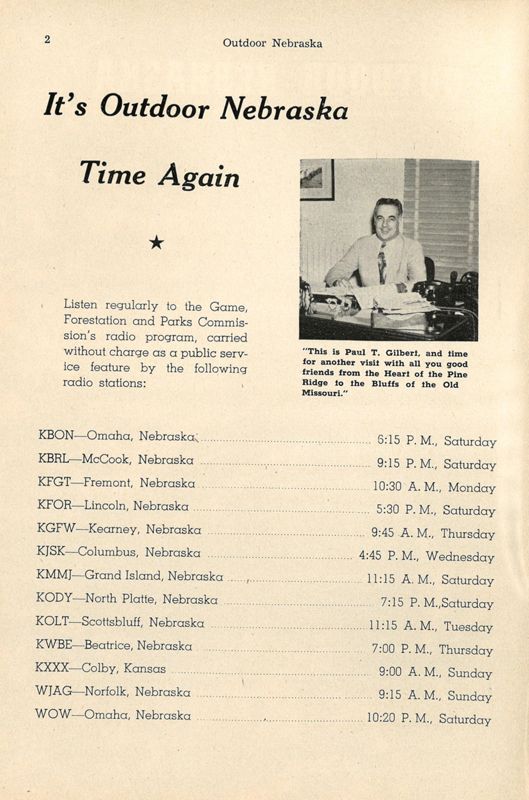 2
Outdoor Nebraska
It's Outdoor Nebraska
Time Again
★
Listen regularly to the Game,
Forestation and Parks Commis-
sion's radio program, carried
without charge as a public serv-
ice feature by the following
radio stations:
"This is Paul T. Gilbert, and time
for another visit with all you good
friends from the Heart of the Pine
Ridge to the Bluffs of the Old
Missouri."
KBON—Omaha, Nebraska 6:15 P. M., Saturday
KBRL—McCook, Nebraska 9:15 P. M., Saturday
KFGT—Fremont, Nebraska 10:30 A. M., Monday
KFOR—Lincoln, Nebraska 5:30 P. M., Saturday
KGFW—Kearney, Nebraska 9:45 A. M., Thursday
KJSK—Columbus, Nebraska 4:45 P. M., Wednesday
KMMJ—Grand Island, Nebraska 11:15 A. M., Saturday
KODY—North Platte, Nebraska 7:15 P. M.,Saturday
KOLT—Scottsbluff, Nebraska 11:15 A. M., Tuesday
KWBE—Beatrice, Nebraska 7:00 P. M., Thursday
KXXX—Colby, Kansas 9:00 A. M., Sunday
WJAG—Norfolk, Nebraska 9:15 A. M., Sunday
WOW—Omaha, Nebraska 10:20 P. M., Saturday